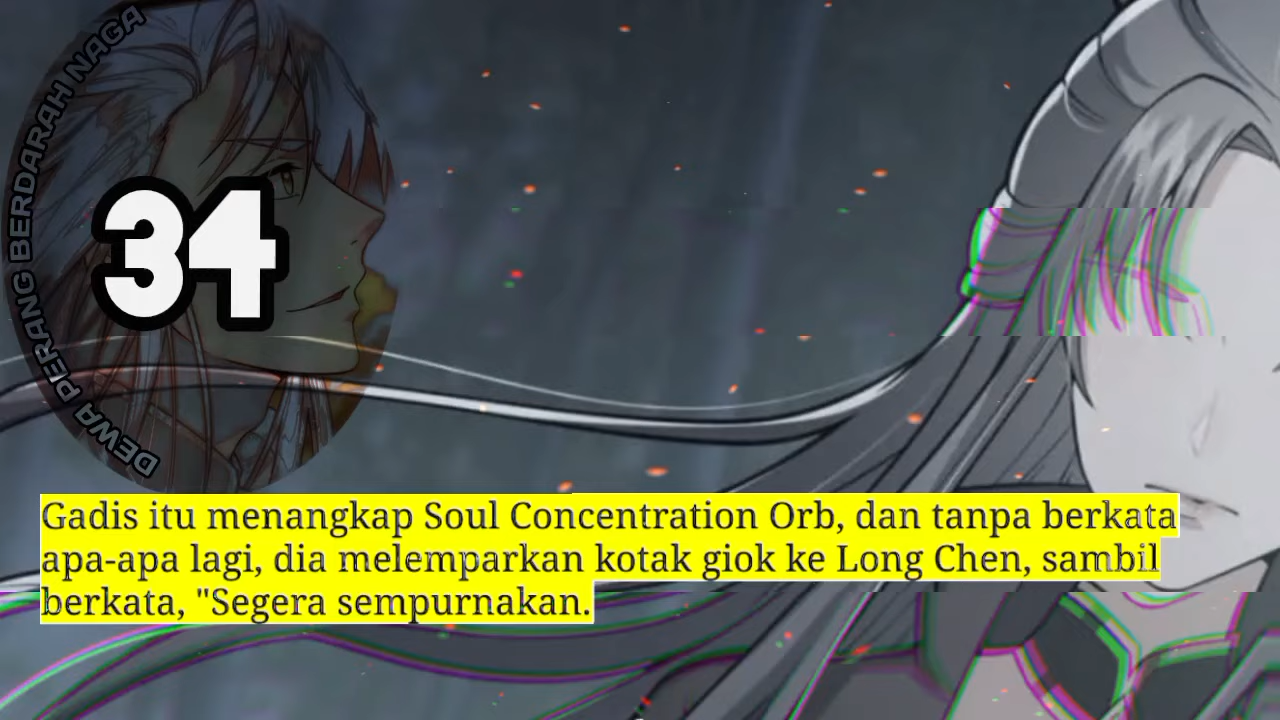 DEWA PERANG BERDARAH NAGA
34
Gadis itu menangkap Soul Concentration Orb, dan tanpa berkata
apa-apa lagi, dia melemparkan kotak giok ke Long Chen, sambil
berkata, "Segera sempurnakan.